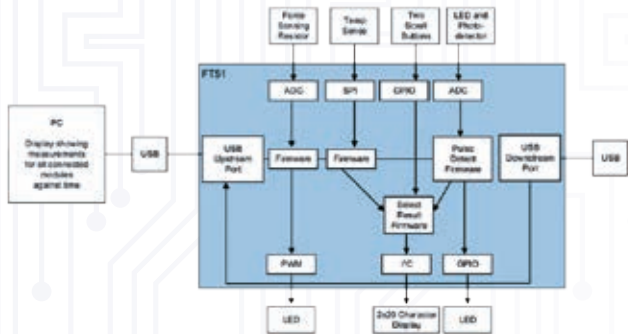 Force
Sensing
Resistor
Temp
Sense
Two
Scroll
Buttons
LED and
Photo-
detector
FT51
ADC
SPI
GPIO
ADC
PC
Display showing
measurements
for all connected
modules
against time
USB
USB
Upstream
Port
Firmware
Firmware
Pulse
Detect
Firmware
USB
Downstream
Port
USB
Select
Result
Firmware
PWM
I²C
GPIO
LED
2x20 Character
Display
LED